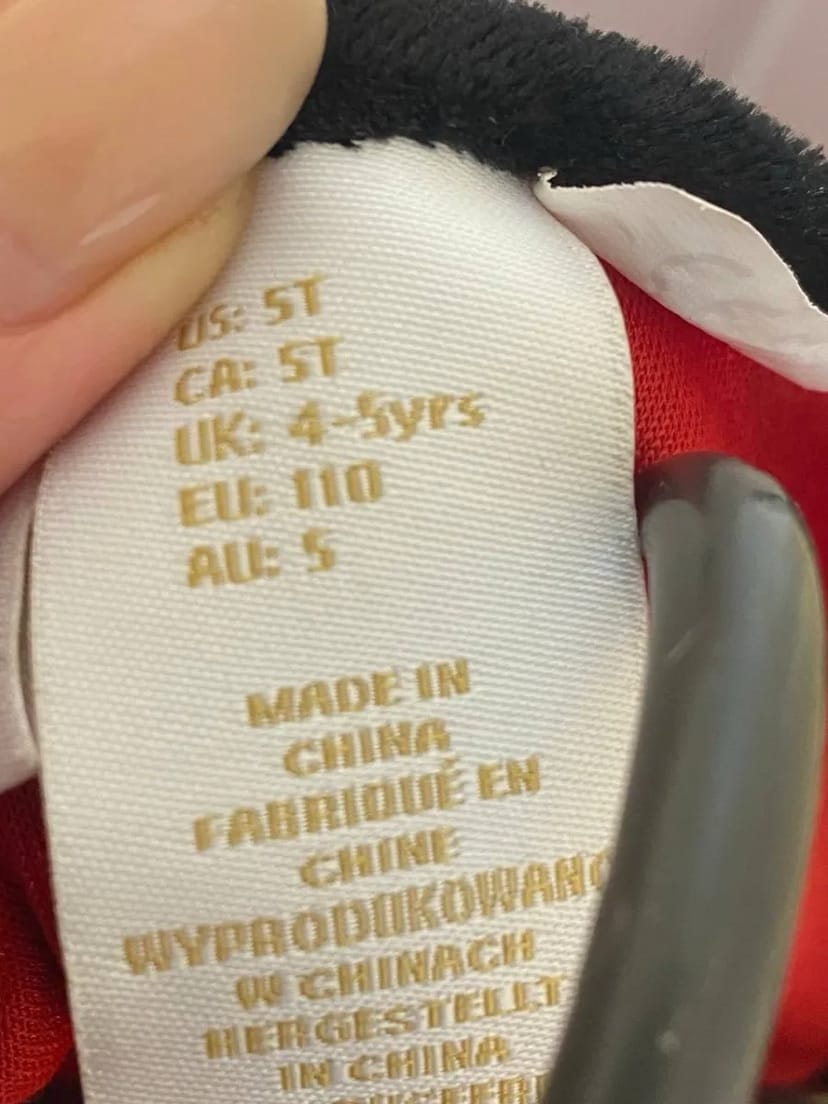 US: 5T
CA: 5T
UK: 4-5yrs
EU: 110
AU: 5
MADE IN
CHINA
FABRIQUÉ EN
CHINE
WYPRODUKOWANO
W CHINACH
HERGESTELLT
IN CHINA